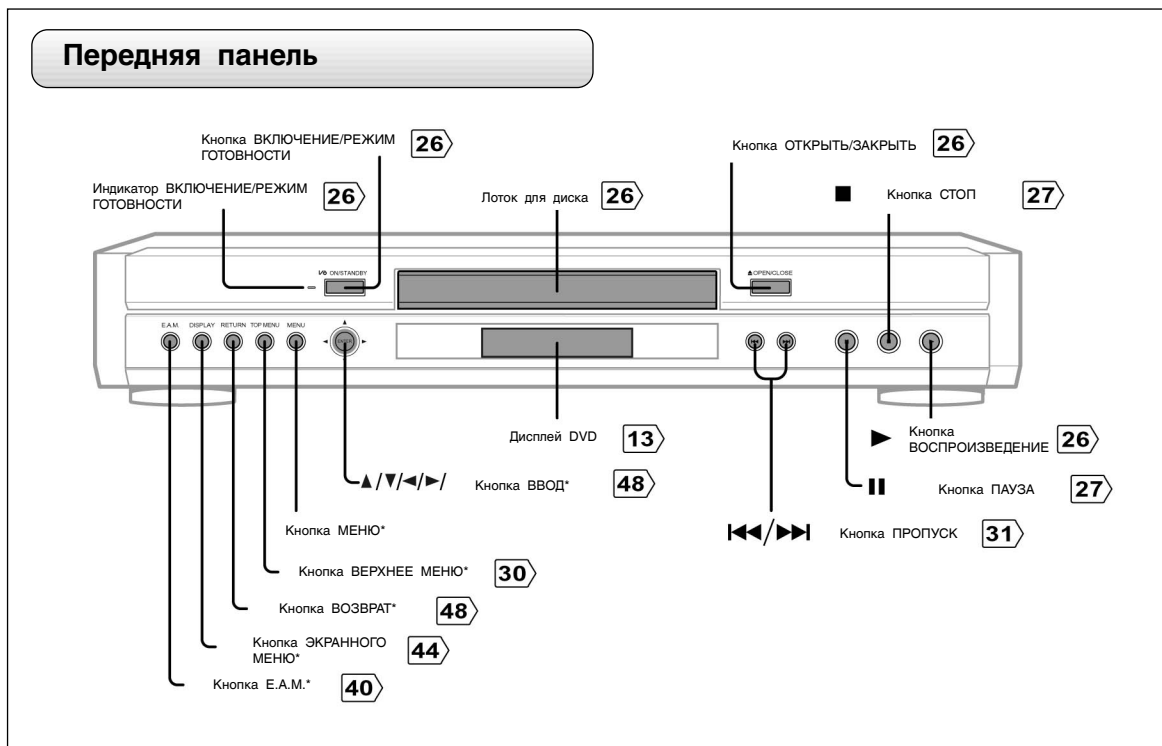 Передняя панель
Кнопка ВКЛЮЧЕНИЕ/РЕЖИМ
ГОТОВНОСТИ
26
Индикатор ВКЛЮЧЕНИЕ/РЕЖИМ
ГОТОВНОСТИ
26
Лоток для диска 26
Кнопка ОТКРЫТЬ/ЗАКРЫТЬ 26
■ Кнопка СТОП 27
ON/STANDBY
▲OPEN/CLOSE
E.A.M. DISPLAY RETURN TOP MENU MENU
ENTER
Дисплей DVD 13
▶ Кнопка
ВОСПРОИЗВЕДЕНИЕ 26
▲/▼/◄/►/ Кнопка ВВОД* 48
Кнопка ПАУЗА 27
Кнопка МЕНЮ*
Кнопка ПРОПУСК 31
Кнопка ВЕРХНЕЕ МЕНЮ* 30
Кнопка ВОЗВРАТ* 48
Кнопка ЭКРАННОГО
МЕНЮ*
44
Кнопка E.A.M.* 40